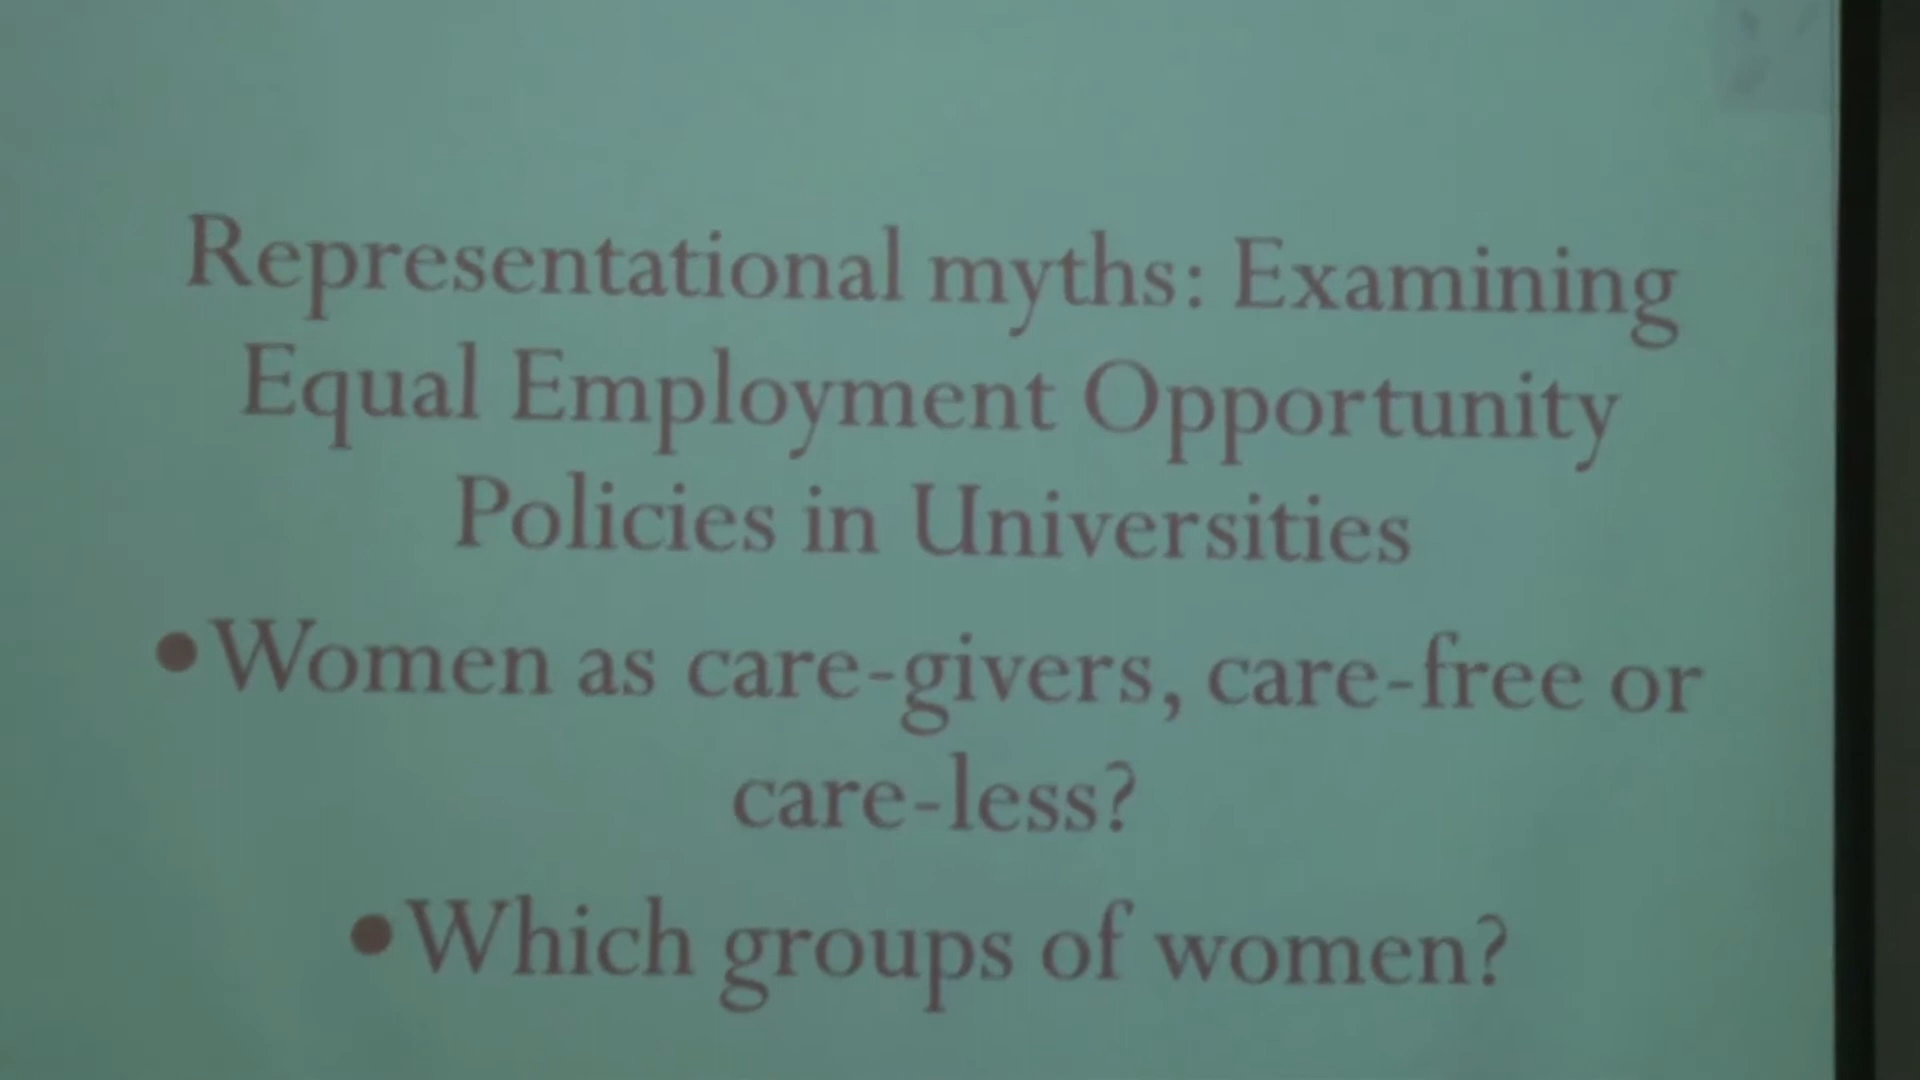 Representational myths: Examining
Equal Employment Opportunity
Policies in Universities
•Women as care-givers, care-free or
care-less?
•Which groups of women?